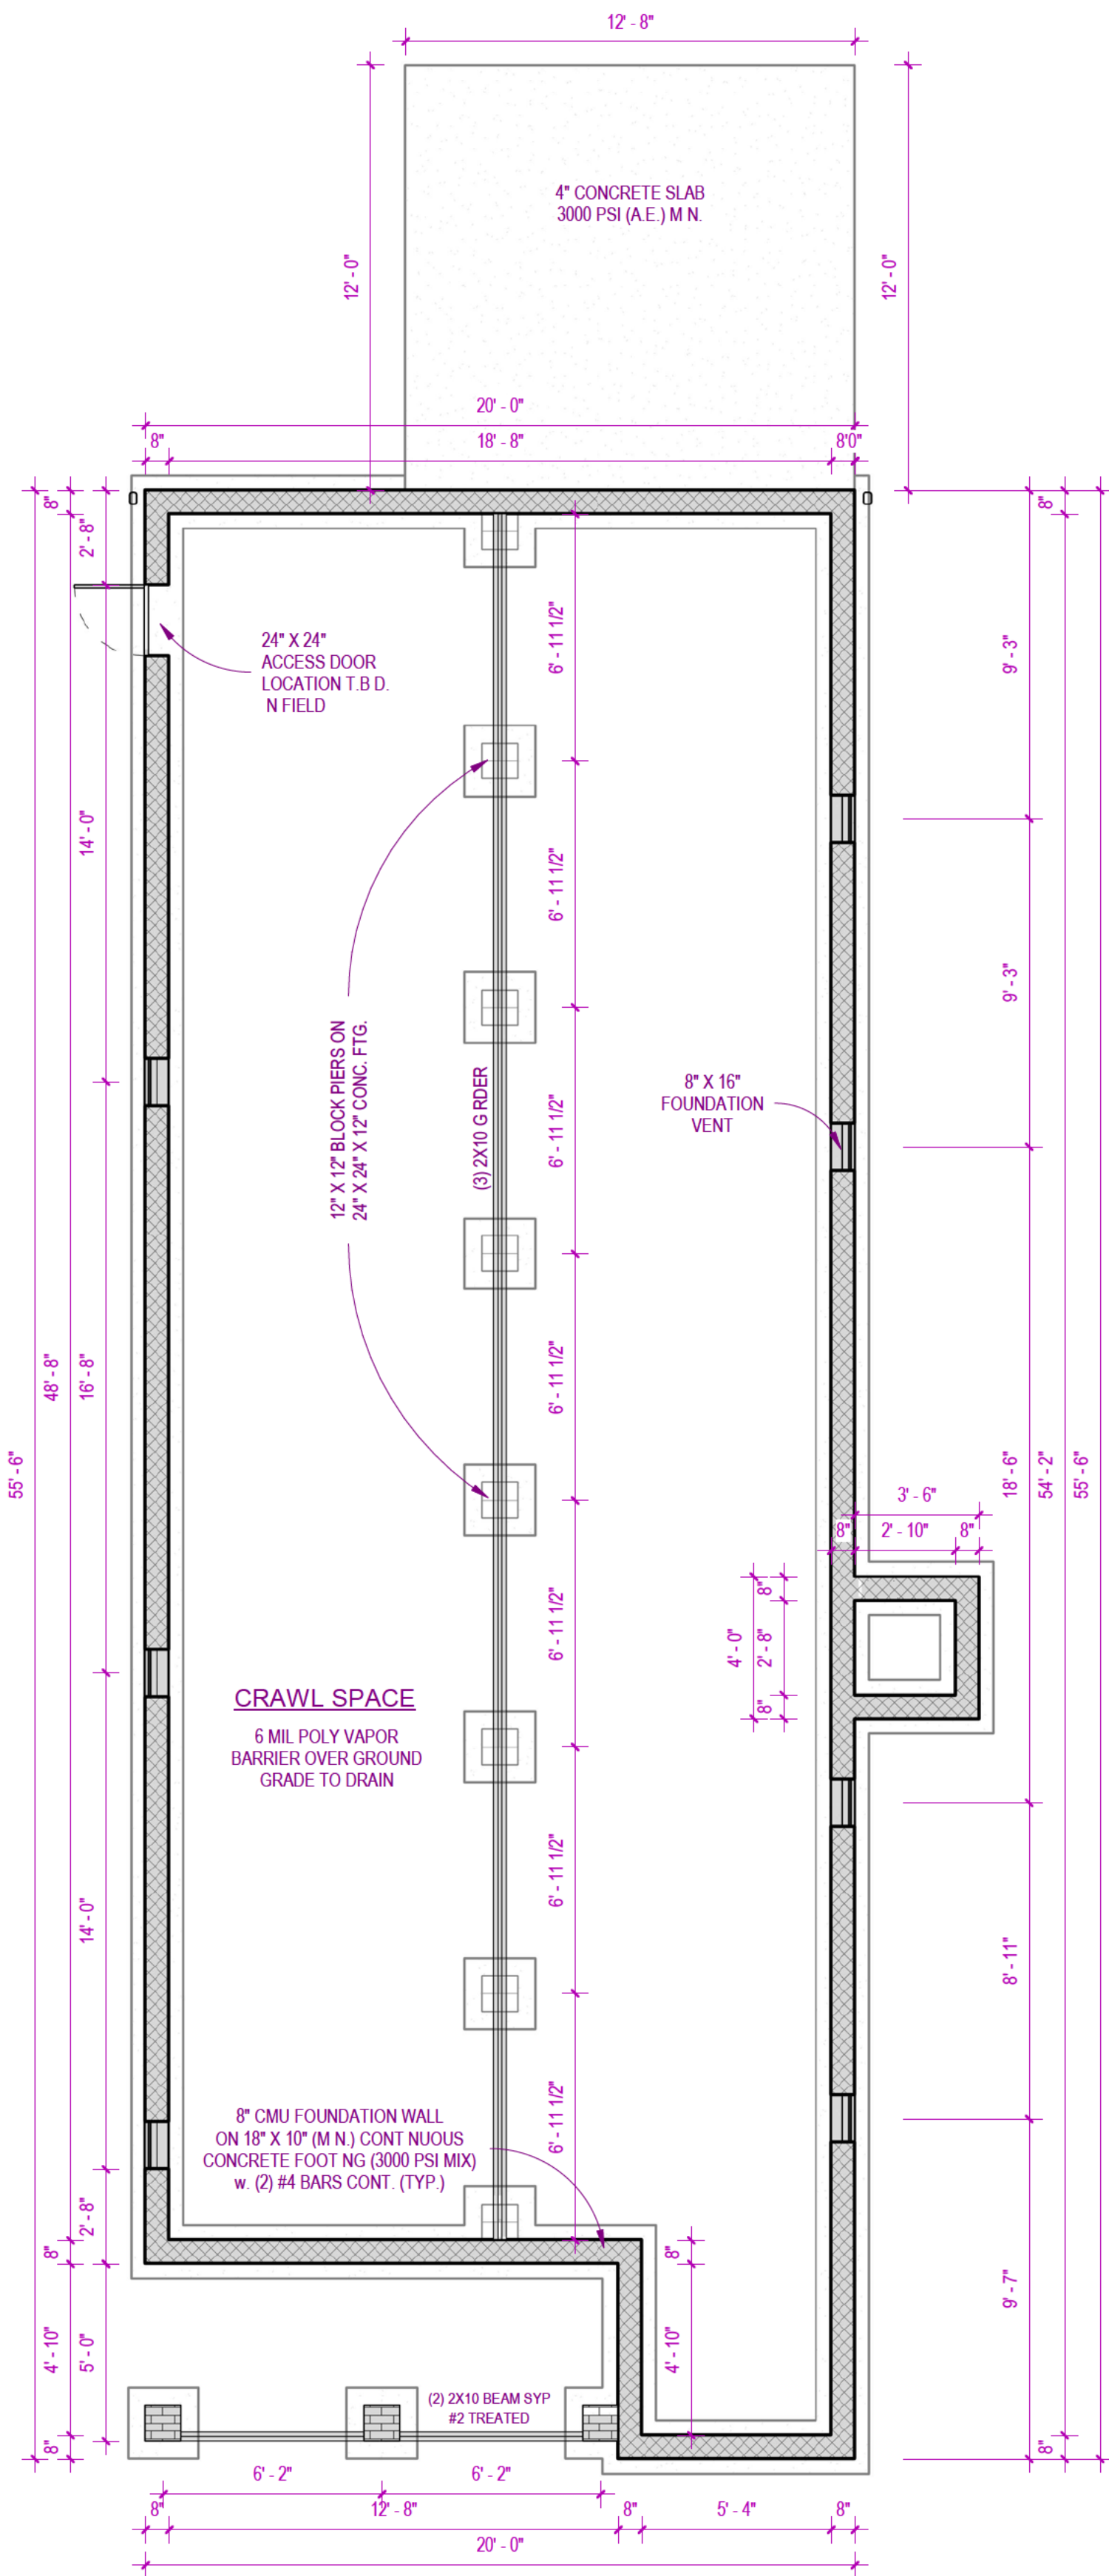 12' - 8"
4" CONCRETE SLAB
3000 PSI (A.E.) M N.
12' - 0"
12' - 0"
20' - 0"
8"
18' - 8"
8'0"
8"
2' - 8"
8"
24" X 24"
ACCESS DOOR
LOCATION T.B D.
N FIELD
6' - 11 1/2"
9' - 3"
14' - 0"
6' - 11 1/2"
9' - 3"
12" X 12" BLOCK PIERS ON
24" X 24" X 12" CONC. FTG.
(3) 2X10 G RDER
6' - 11 1/2"
8" X 16"
FOUNDATION
VENT
55' - 6"
48' - 8"
16' - 8"
6' - 11 1/2"
18' - 6"
54' - 2"
55' - 6"
3' - 6"
8"
2' - 10"
8"
4' - 0"
8"
2' - 8"
8"
6' - 11 1/2"
CRAWL SPACE
6 MIL POLY VAPOR
BARRIER OVER GROUND
GRADE TO DRAIN
14' - 0"
6' - 11 1/2"
8' - 11"
8" CMU FOUNDATION WALL
ON 18" X 10" (M N.) CONT NUOUS
CONCRETE FOOT NG (3000 PSI MIX)
w. (2) #4 BARS CONT. (TYP.)
6' - 11 1/2"
2' - 8"
8"
8"
9' - 7"
4' - 10"
5' - 0"
4' - 10"
(2) 2X10 BEAM SYP
#2 TREATED
8"
8"
6' - 2"
6' - 2"
8"
12' - 8"
8"
5' - 4"
8"
20' - 0"